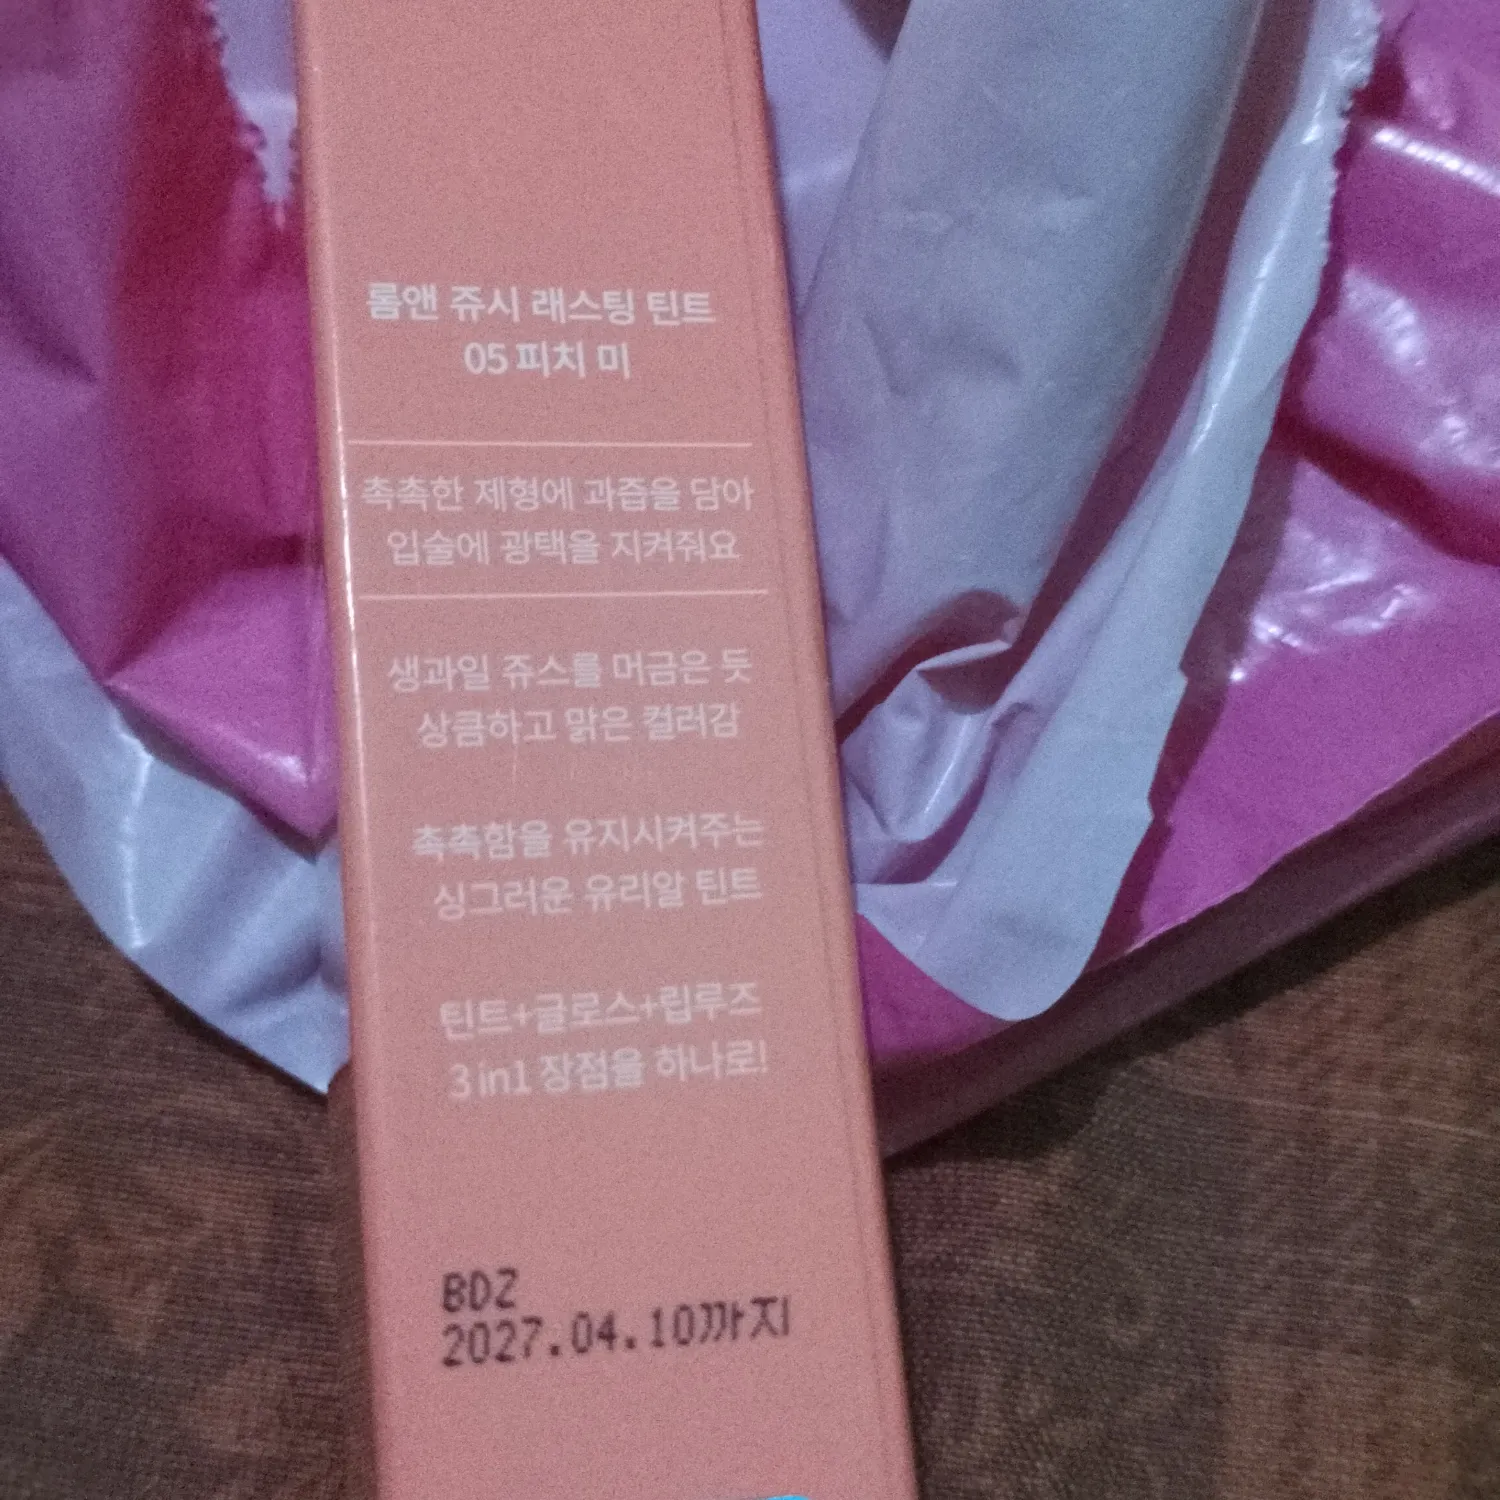 롬앤 쥬시 래스팅 틴트
05 피치 미
촉촉한 제형에 과즙을 담아
입술에 광택을 지켜줘요
생과일 쥬스를 머금은 듯
상큼하고 맑은 컬러감
촉촉함을 유지시켜주는
싱그러운 유리알 틴트
틴트+글로스+립루즈
3in1 장점을 하나로!
BDZ
2027.04.10까지